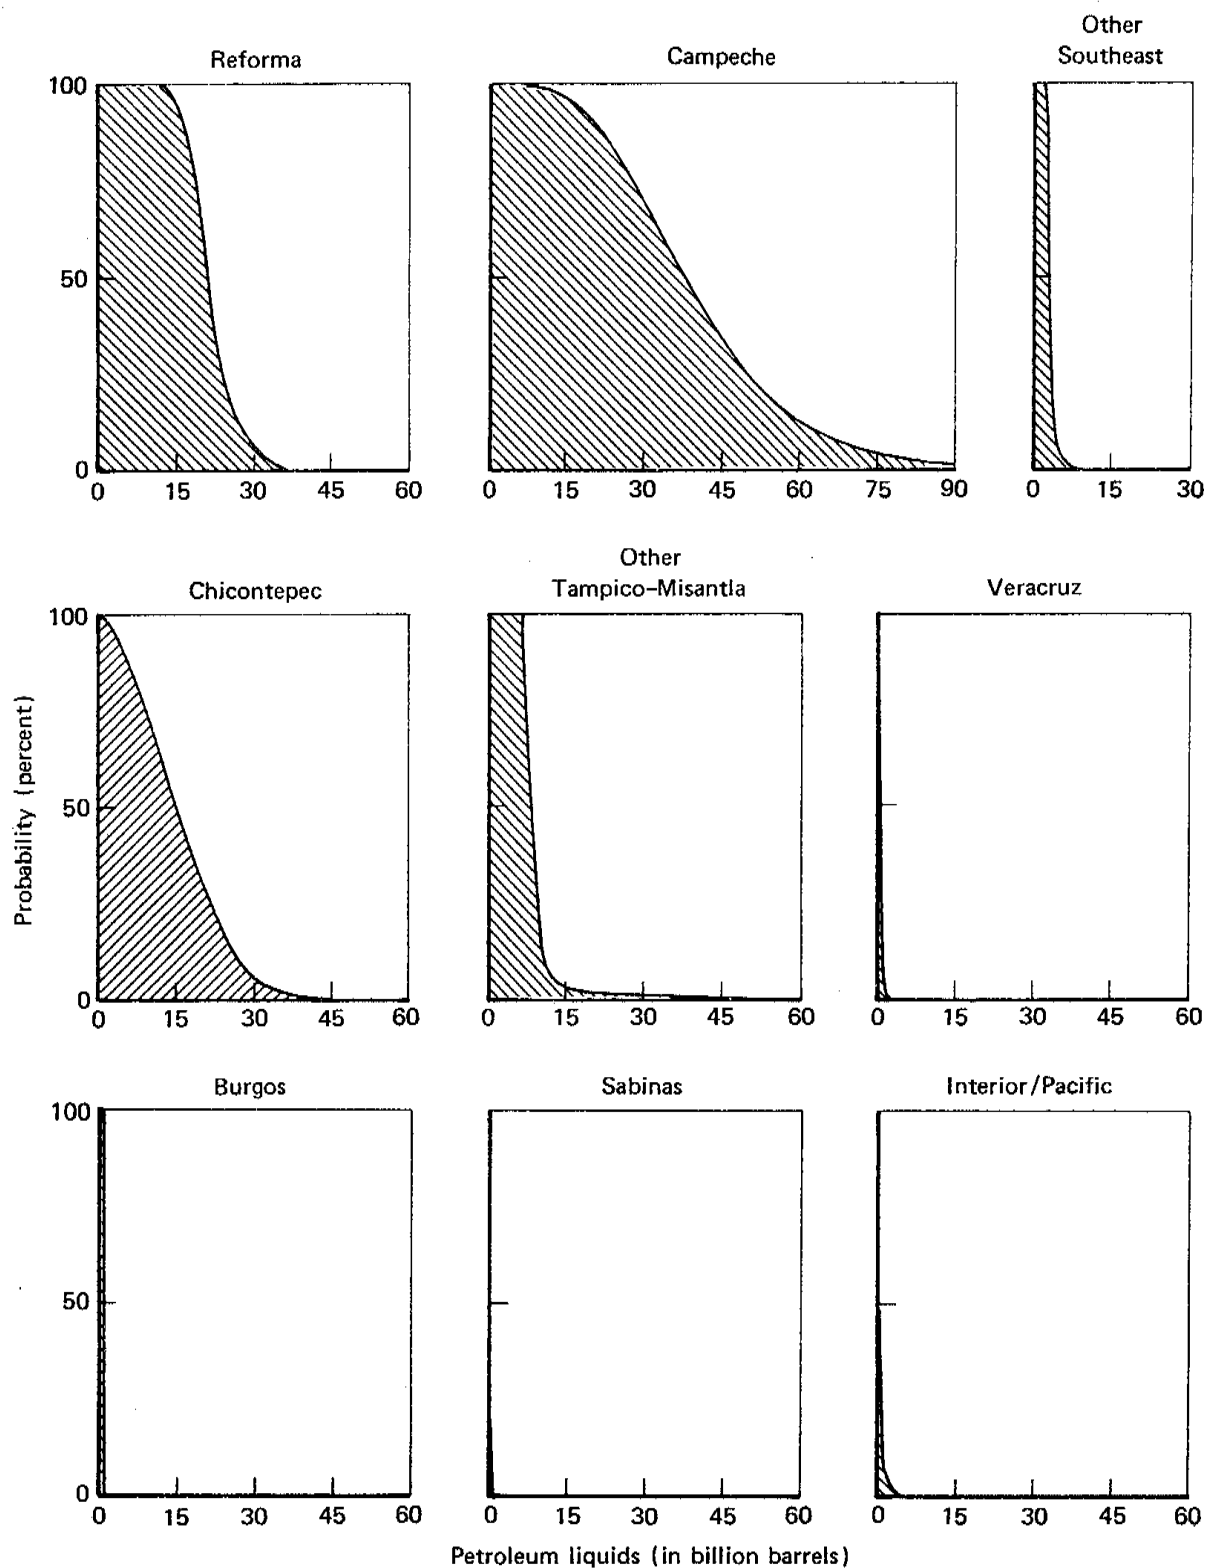 Reforma
Campeche
Other
Southeast
100
50
0
0 15 30 45 60
0 15 30 45 60 75 90
0 15 30
Chicontepec
Other
Tampico-Misantla
Veracruz
Probability (percent)
100
50
0
0 15 30 45 60
0 15 30 45 60
0 15 30 45 60
Burgos
Sabinas
Interior/Pacific
100
50
0
0 15 30 45 60
0 15 30 45 60
0 15 30 45 60
Petroleum liquids (in billion barrels)